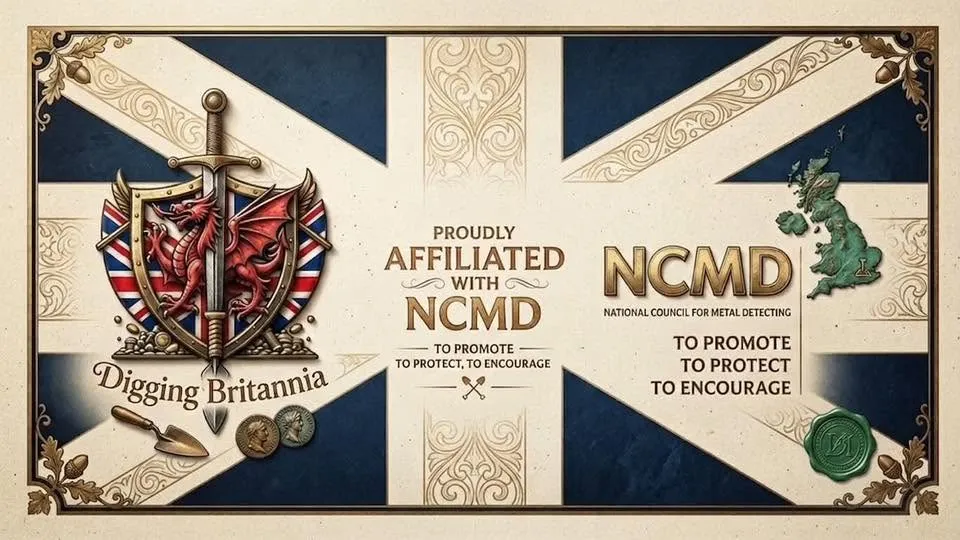 Digging Britannia
PROUDLY
AFFILIATED
WITH
NCMD
TO PROMOTE
TO PROTECT, TO ENCOURAGE
NCMD
NATIONAL COUNCIL FOR METAL DETECTING
TO PROMOTE
TO PROTECT
TO ENCOURAGE